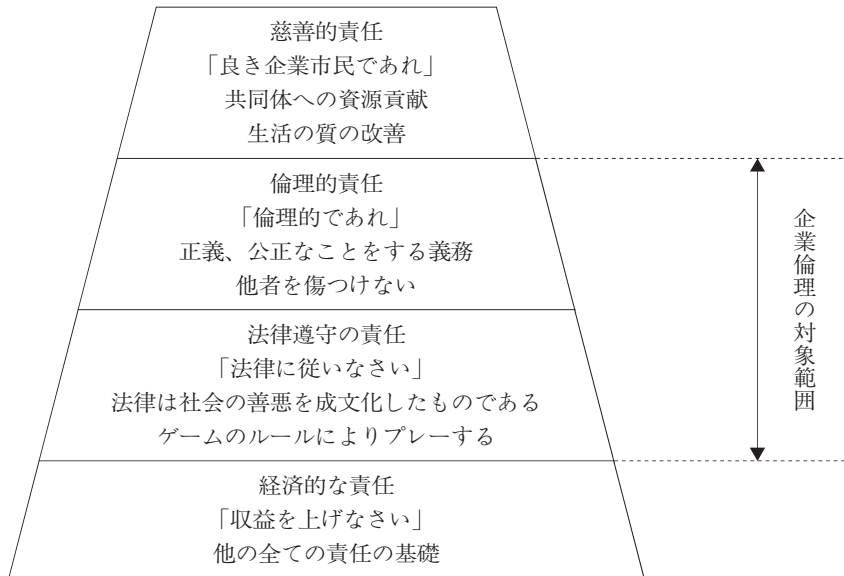 慈善的責任
「良き企業市民であれ」
共同体への資源貢献
生活の質の改善
倫理的責任
「倫理的であれ」
正義、公正なことをする義務
他者を傷つけない
法律遵守の責任
「法律に従いなさい」
法律は社会の善悪を成文化したものである
ゲームのルールによりプレーする
経済的な責任
「収益を上げなさい」
他の全ての責任の基礎
企業倫理の対象範囲